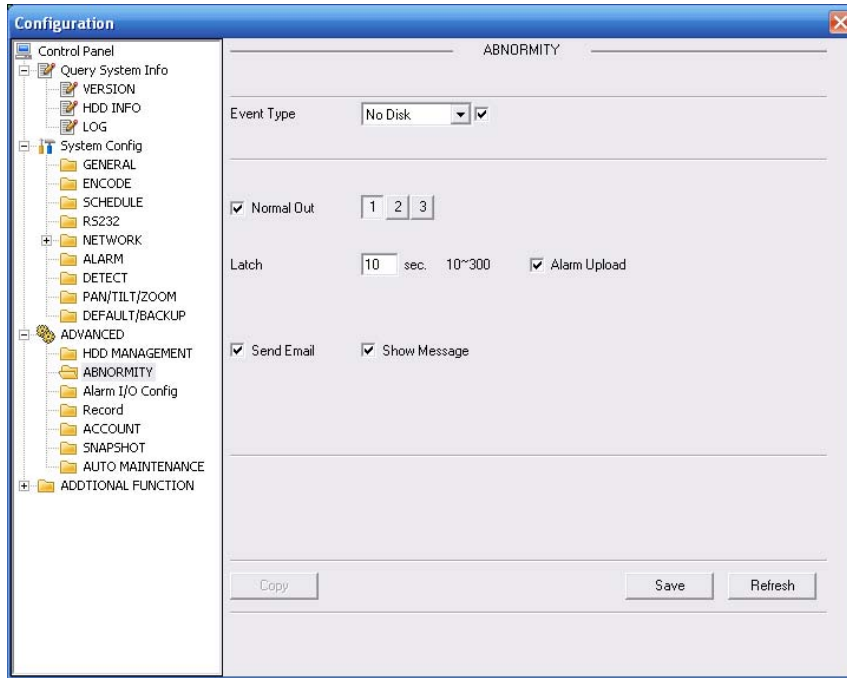 Configuration
Control Panel
Query System Info
VERSION
HDD INFO
LOG
System Config
GENERAL
ENCODE
SCHEDULE
RS232
NETWORK
ALARM
DETECT
PAN/TILT/ZOOM
DEFAULT/BACKUP
ADVANCED
HDD MANAGEMENT
ABNORMITY
Alarm I/O Config
Record
ACCOUNT
SNAPSHOT
AUTO MAINTENANCE
ADDTIONAL FUNCTION
ABNORMITY
Event Type No Disk
Normal Out 1 2 3
Latch 10 sec. 10~300 Alarm Upload
Send Email Show Message
Copy Save Refresh